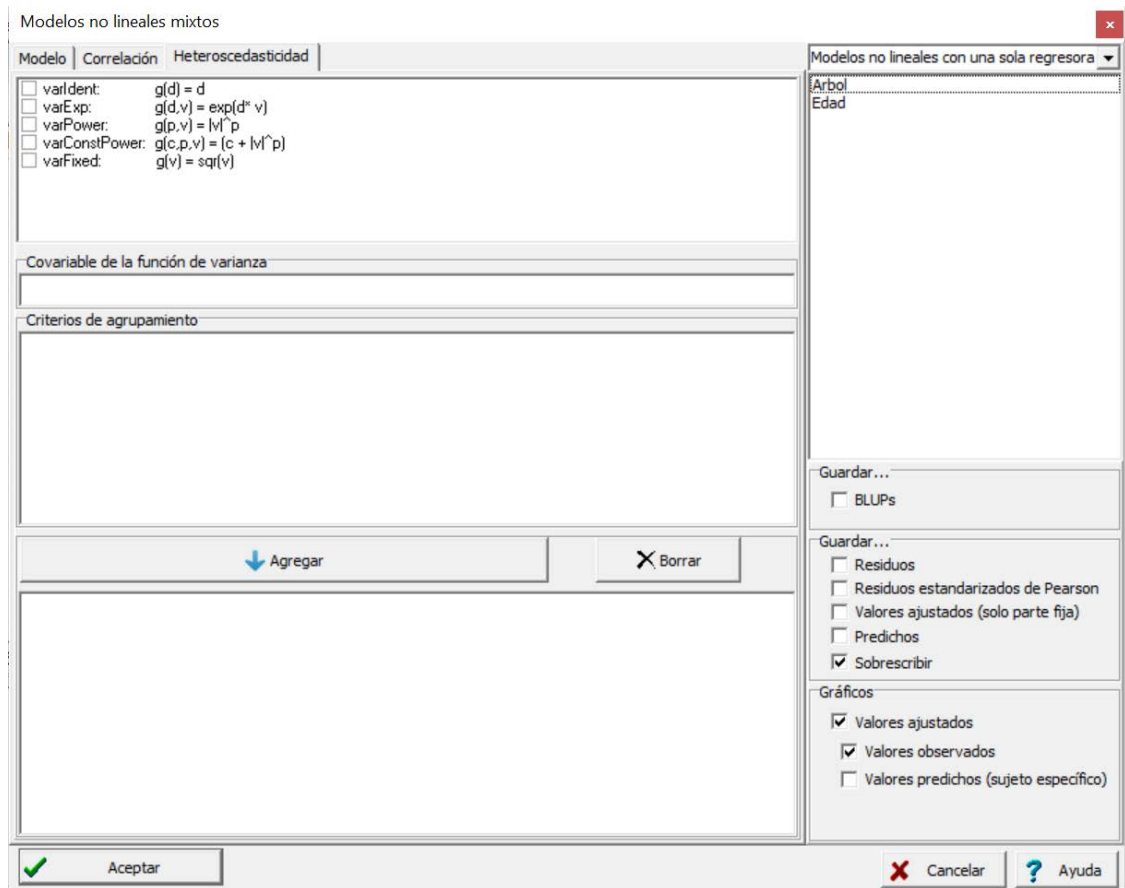 Modelos no lineales mixtos
Modelo Correlación Heteroscedasticidad
varIdent: g(d) = d
varExp: g(d,v) = exp(d* v)
varPower: g(p,v) = |v|^p
varConstPower: g(c,p,v) = (c + |v|^p)
varFixed: g(v) = sqr(v)
Covariable de la función de varianza
Criterios de agrupamiento
Agregar
Borrar
Modelos no lineales con una sola regresora
Arbol
Edad
Guardar...
BLUPs
Guardar...
Residuos
Residuos estandarizados de Pearson
Valores ajustados (solo parte fija)
Predichos
Sobrescribir
Gráficos
Valores ajustados
Valores observados
Valores predichos (sujeto específico)
Aceptar
Cancelar
Ayuda